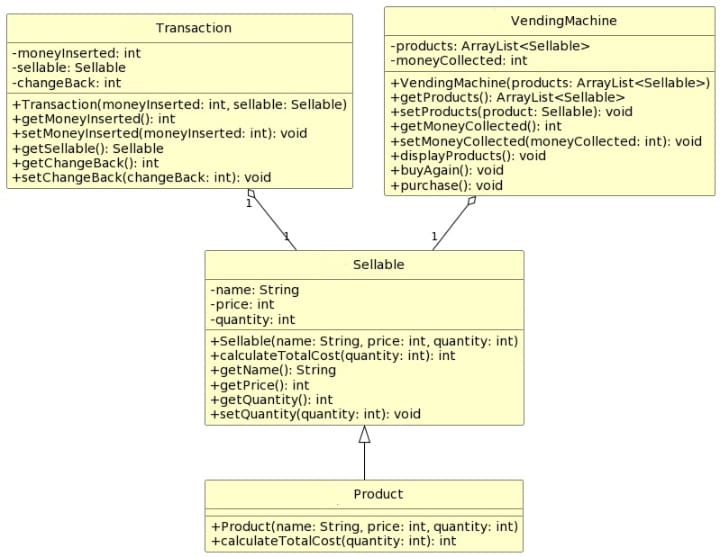 Transaction
-moneyInserted: int
-sellable: Sellable
-changeBack: int
+Transaction(moneyInserted: int, sellable: Sellable)
+getMoneyInserted(): int
+setMoneyInserted(moneyInserted: int): void
+getSellable(): Sellable
+getChangeBack(): int
+setChangeBack(changeBack: int): void
VendingMachine
-products: ArrayList<Sellable>
-moneyCollected: int
+VendingMachine(products: ArrayList<Sellable>)
+getProducts(): ArrayList<Sellable>
+setProducts(product: Sellable): void
+getMoneyCollected(): int
+setMoneyCollected(moneyCollected: int): void
+displayProducts(): void
+buyAgain(): void
+purchase(): void
1
1
1
Sellable
-name: String
-price: int
-quantity: int
+Sellable(name: String, price: int, quantity: int)
+calculateTotalCost(quantity: int): int
+getName(): String
+getPrice(): int
+getQuantity(): int
+setQuantity(quantity: int): void
Product
+Product(name: String, price: int, quantity: int)
+calculateTotalCost(quantity: int): int